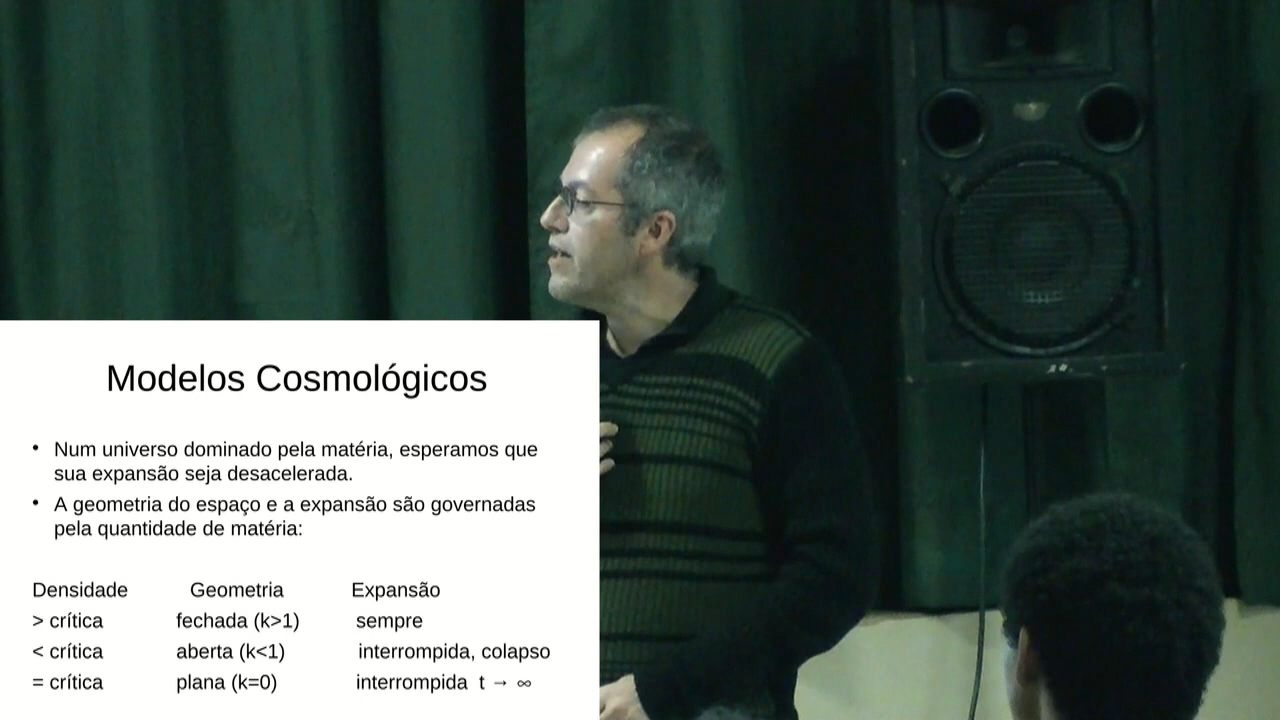 Modelos Cosmológicos
• Num universo dominado pela matéria, esperamos que
sua expansão seja desacelerada.
• A geometria do espaço e a expansão são governadas
pela quantidade de matéria:
Densidade Geometria Expansão
> crítica fechada (k>1) sempre
< crítica aberta (k<1) interrompida, colapso
= crítica plana (k=0) interrompida t → ∞